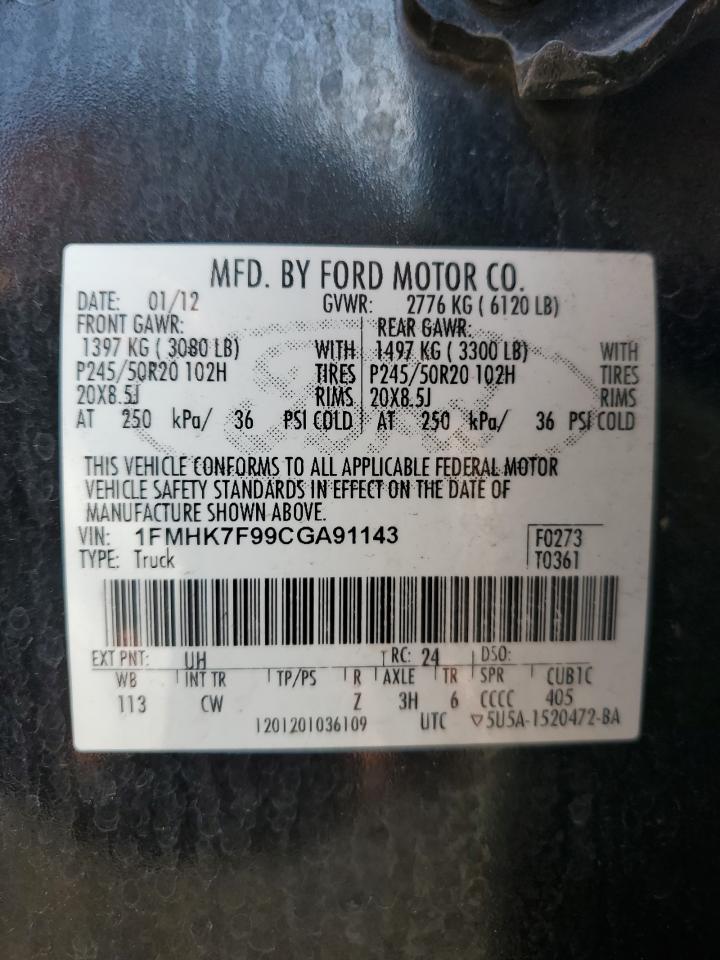 MFD. BY FORD MOTOR CO.
DATE: 01/12 GVWR: 2776 KG ( 6120 LB)
FRONT GAWR: REAR GAWR:
1397 KG ( 3080 LB) WITH 1497 KG ( 3300 LB) WITH
P245/50R20 102H TIRES P245/50R20 102H TIRES
20X8.5J RIMS 20X8.5J RIMS
AT 250 kPa/ 36 PSI COLD AT 250 kPa/ 36 PSI COLD
THIS VEHICLE CONFORMS TO ALL APPLICABLE FEDERAL MOTOR
VEHICLE SAFETY STANDARDS IN EFFECT ON THE DATE OF
MANUFACTURE SHOWN ABOVE.
VIN: 1FMHK7F99CGA91143 F0273
TYPE: Truck T0361
EXT PNT: UH RC: 24 DSO:
WB INT TR TP/PS R AXLE TR SPR CUB1C
113 CW Z 3H 6 CCCC 405
1201201036109 UTC ▽5U5A-1520472-BA